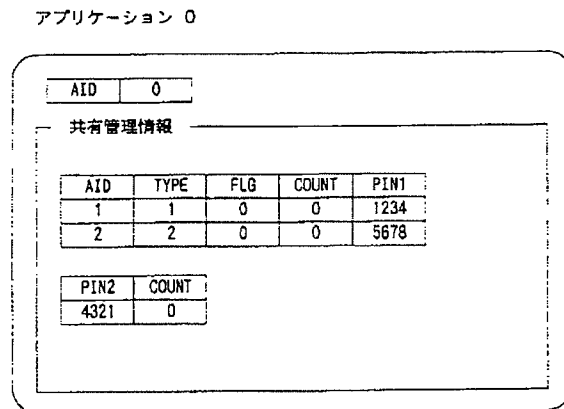 アプリケーション 0
AID 0
共有管理情報
AID TYPE FLG COUNT PIN1
1 1 0 0 1234
2 2 0 0 5678
PIN2 COUNT
4321 0